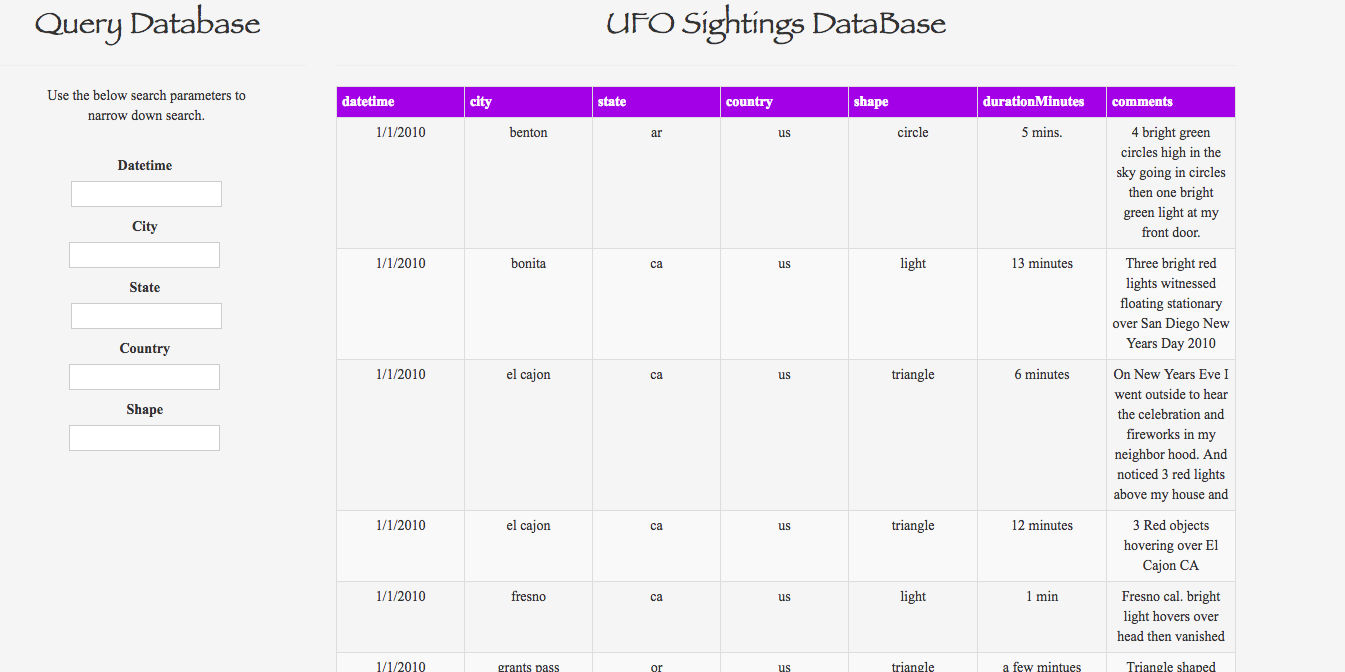 Query Database
Use the below search parameters to
narrow down search.
Datetime
City
State
Country
Shape
UFO Sightings DataBase
datetime city state country shape durationMinutes comments
1/1/2010 benton ar us circle 5 mins. 4 bright green
circles high in the
sky going in circles
then one bright
green light at my
front door.
1/1/2010 bonita ca us light 13 minutes Three bright red
lights witnessed
floating stationary
over San Diego New
Years Day 2010
1/1/2010 el cajon ca us triangle 6 minutes On New Years Eve I
went outside to hear
the celebration and
fireworks in my
neighbor hood. And
noticed 3 red lights
above my house and
1/1/2010 el cajon ca us triangle 12 minutes 3 Red objects
hovering over El
Cajon CA
1/1/2010 fresno ca us light 1 min Fresno cal. bright
light hovers over
head then vanished
1/1/2010 grants pass or us triangle a few mintues Triangle shaped